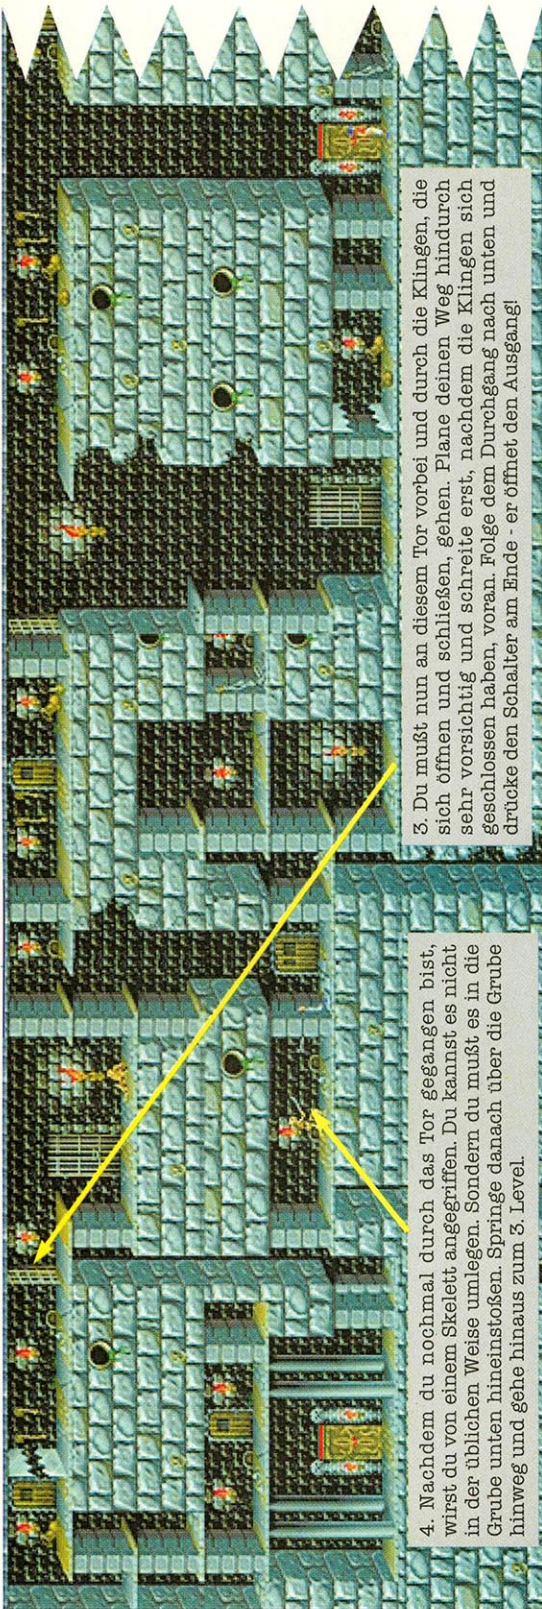 3. Du mußt nun an diesem Tor vorbei und durch die Klingen, die
sich öffnen und schließen, gehen. Plane deinen Weg hindurch
sehr vorsichtig und schreite erst, nachdem die Klingen sich
geschlossen haben, voran. Folge dem Durchgang nach unten und
drücke den Schalter am Ende - er öffnet den Ausgang!
4. Nachdem du nochmal durch das Tor gegangen bist,
wirst du von einem Skelett angegriffen. Du kannst es nicht
in der üblichen Weise umlegen. Sondern du mußt es in die
Grube unten hineinstoßen. Springe danach über die Grube
hinweg und gehe hinaus zum 3. Level.